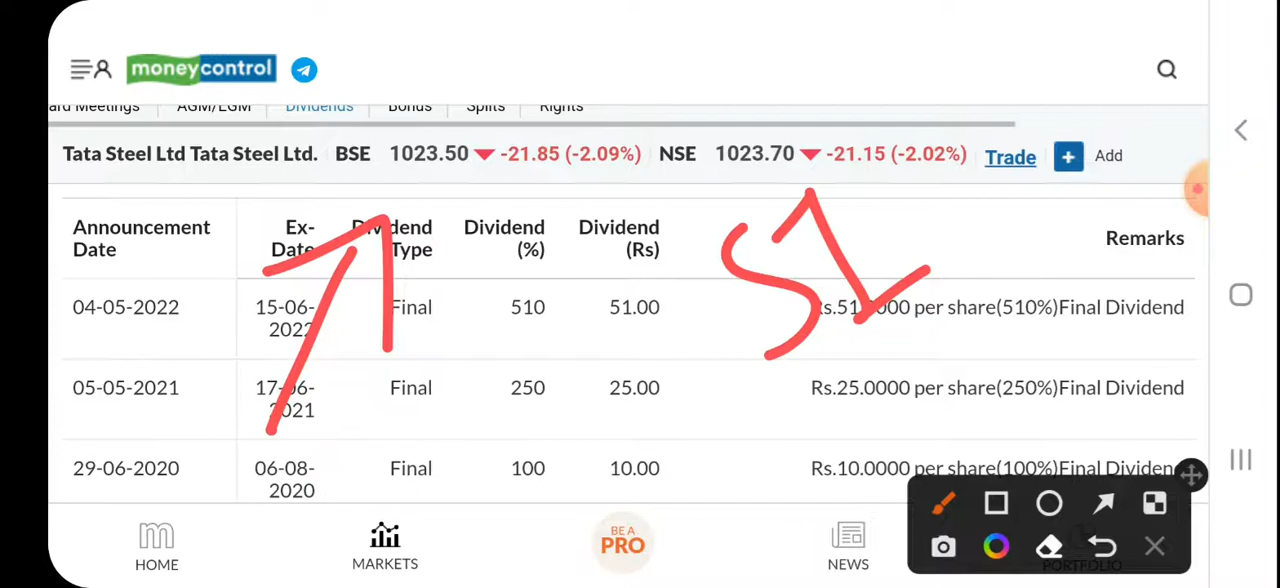 moneycontrol
ard Meetings AGM/EGM Dividends Bonus Splits Rights
Tata Steel Ltd Tata Steel Ltd. BSE 1023.50 -21.85 (-2.09%) NSE 1023.70 -21.15 (-2.02%) Trade + Add
Announcement Date Ex-Date Dividend Type Dividend (%) Dividend (Rs) Remarks
51
04-05-2022 15-06-2022 Final 510 51.00 Rs.51.0000 per share(510%)Final Dividend
05-05-2021 17-06-2021 Final 250 25.00 Rs.25.0000 per share(250%)Final Dividend
29-06-2020 06-08-2020 Final 100 10.00 Rs.10.0000 per share(100%)Final Dividend
HOME MARKETS BE A PRO NEWS PORTFOLIO